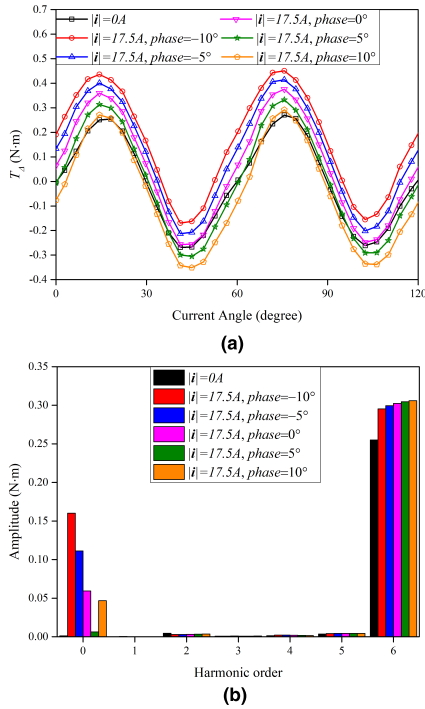 0.7
|i|=0A
|i|=17.5A, phase=0°
0.6
|i|=17.5A, phase=−10°
|i|=17.5A, phase=5°
0.5
|i|=17.5A, phase=−5°
|i|=17.5A, phase=10°
0.4
0.3
0.2
0.1
0.0
-0.1
-0.2
-0.3
-0.4
TΔ (N·m)
0 30 60 90 120
Current Angle (degree)
(a)
0.35
0.30
0.25
0.20
0.15
0.10
0.05
0.00
Amplitude (N·m)
|i|=0A
|i|=17.5A, phase=−10°
|i|=17.5A, phase=−5°
|i|=17.5A, phase=0°
|i|=17.5A, phase=5°
|i|=17.5A, phase=10°
0 1 2 3 4 5 6
Harmonic order
(b)